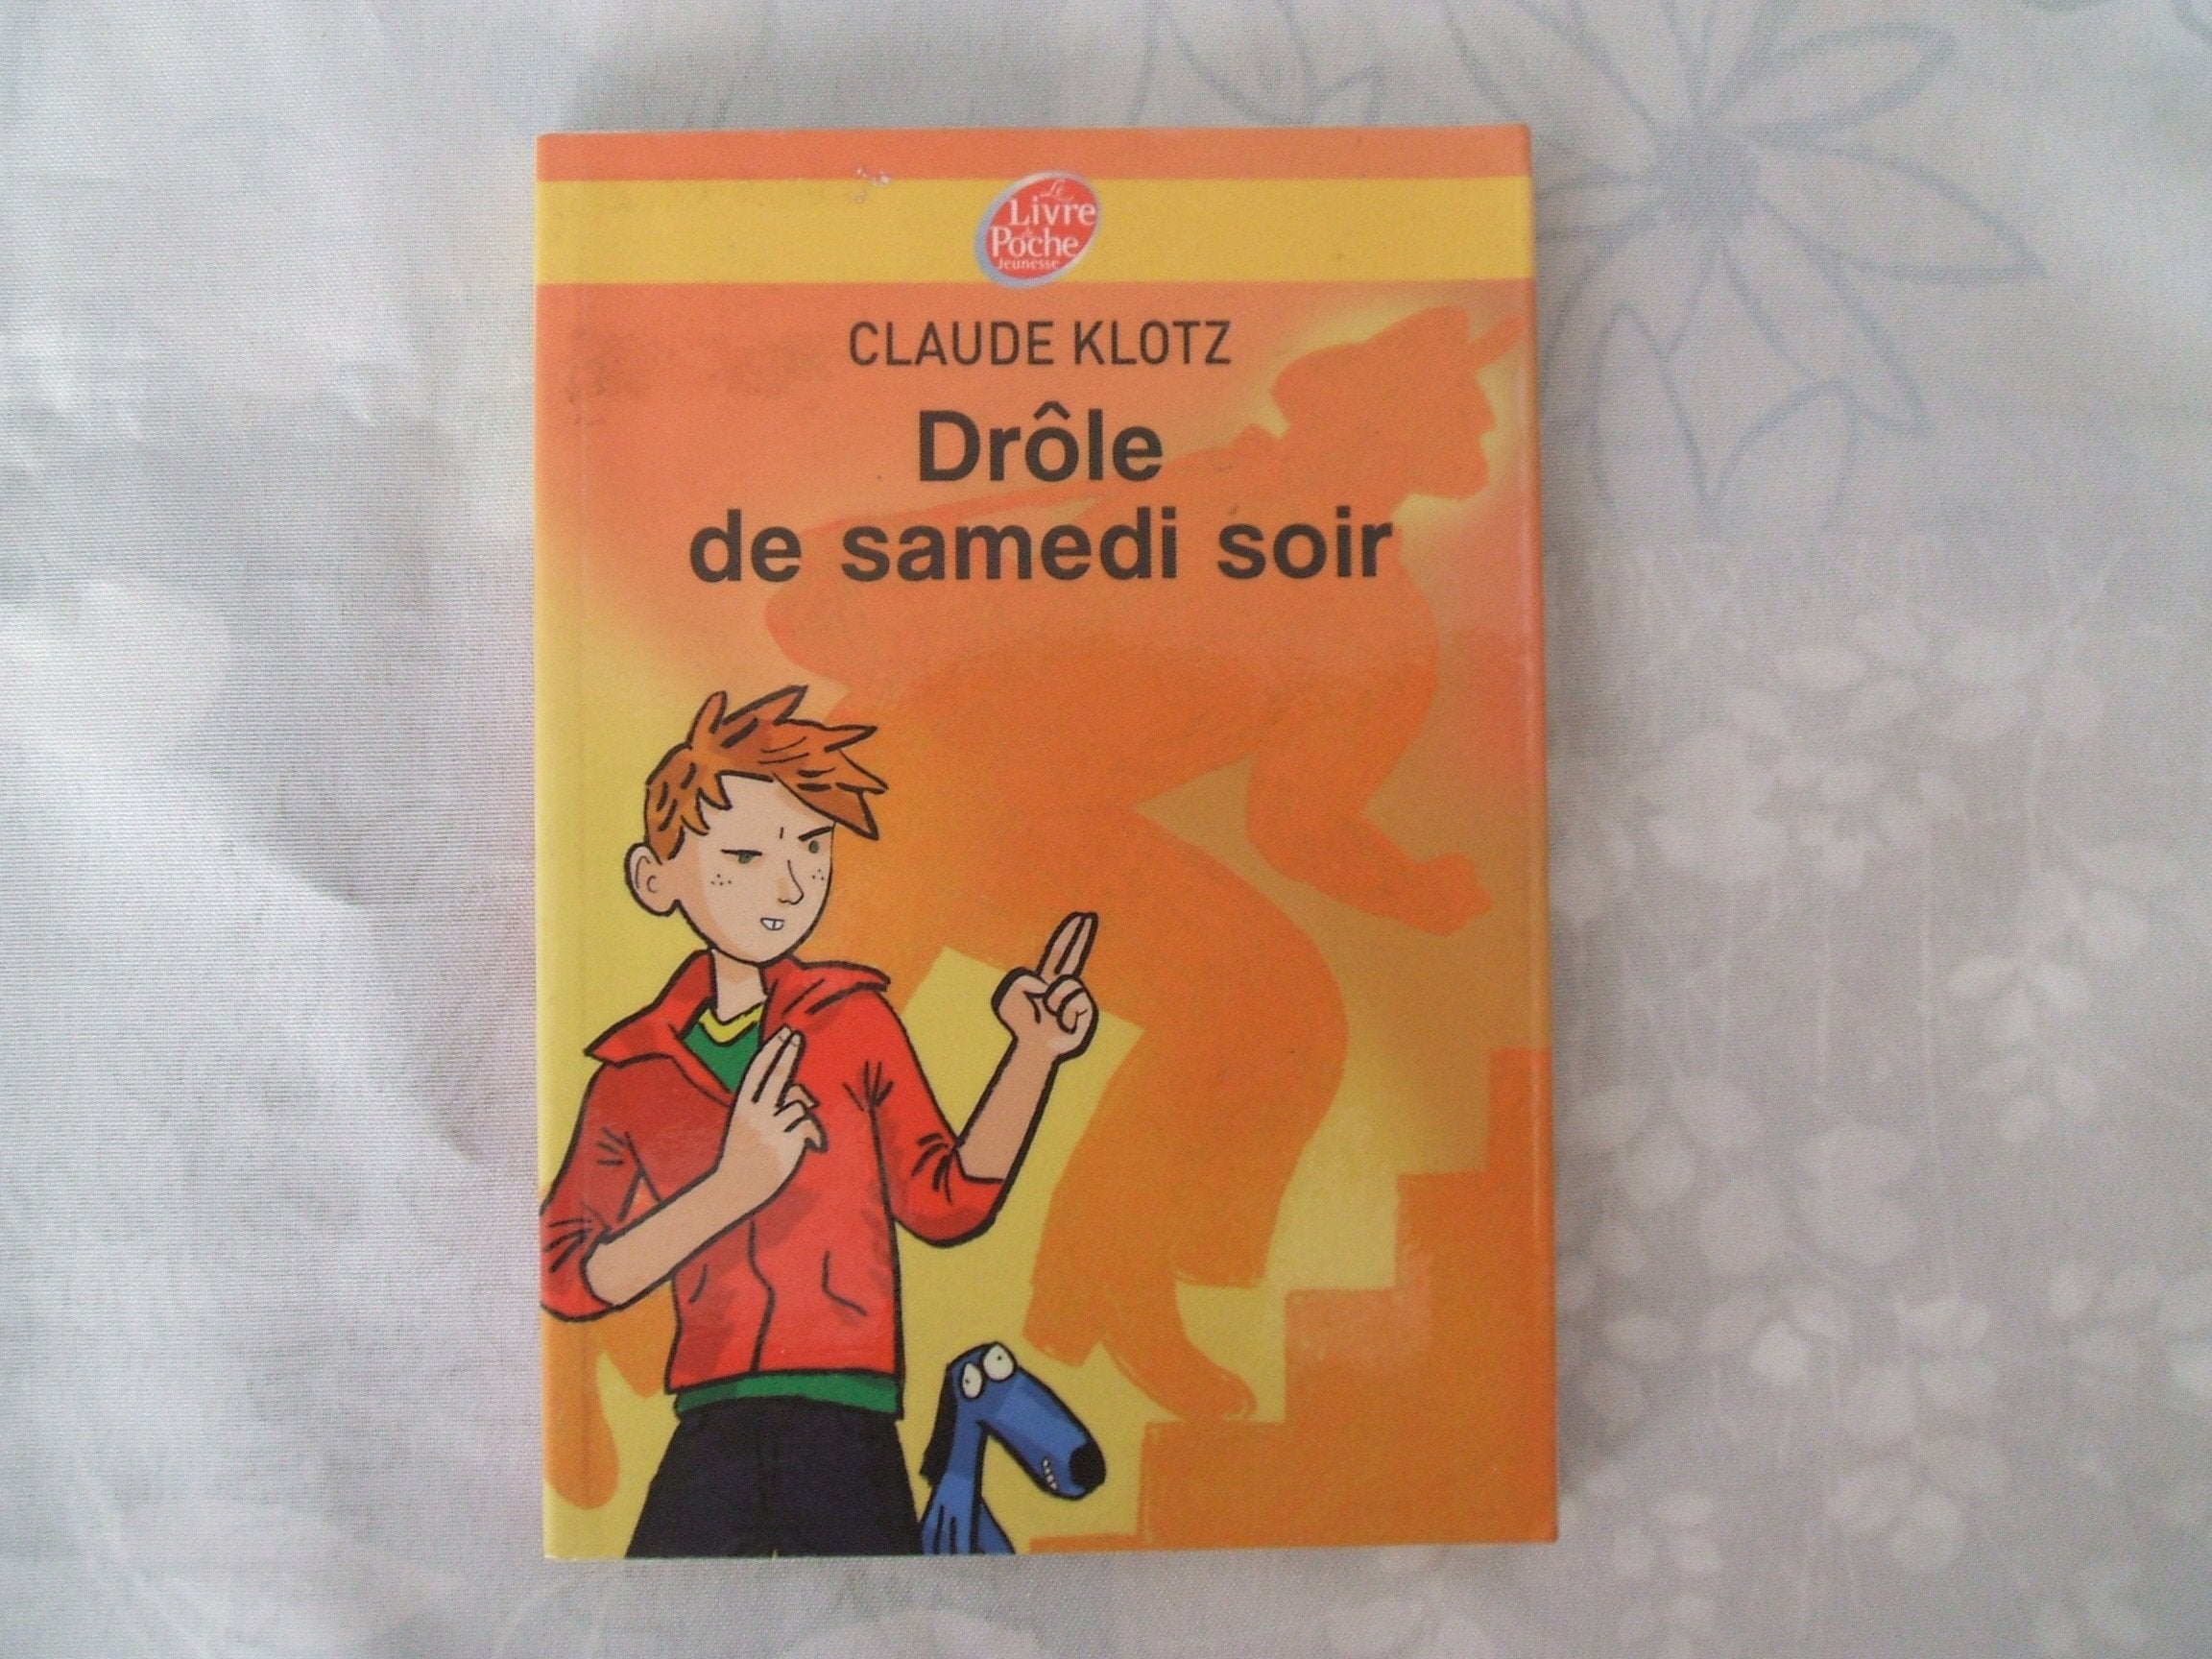 Le
Livre
de
Poche
Jeunesse
CLAUDE KLOTZ
Drôle
de samedi soir